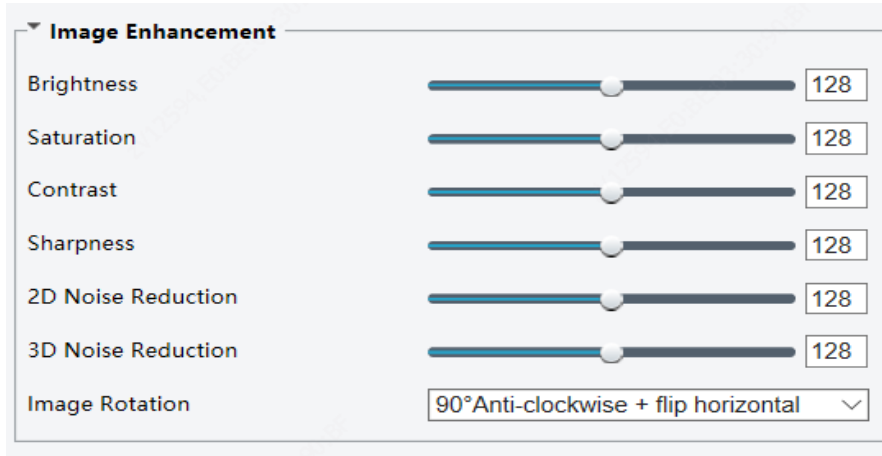 Image Enhancement
Brightness 128
Saturation 128
Contrast 128
Sharpness 128
2D Noise Reduction 128
3D Noise Reduction 128
Image Rotation 90°Anti-clockwise + flip horizontal